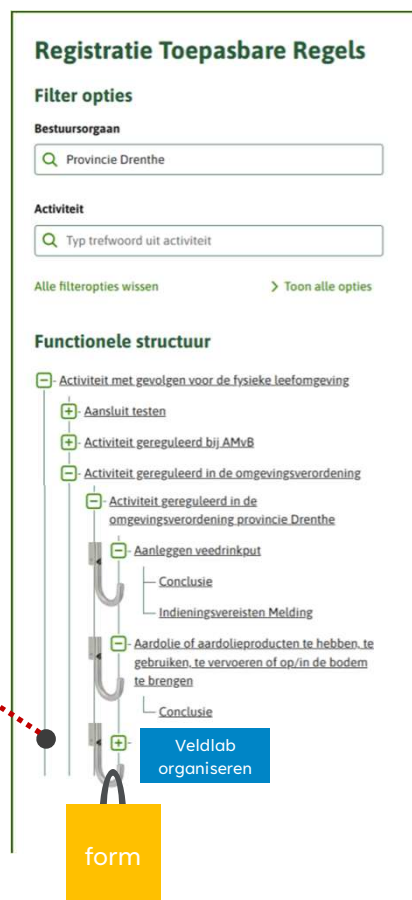 Registratie Toepasbare Regels
Filter opties
Bestuursorgaan
Provincie Drenthe
Activiteit
Typ trefwoord uit activiteit
Alle filteropties wissen
Toon alle opties
Functionele structuur
Activiteit met gevolgen voor de fysieke leefomgeving
Aansluit testen
Activiteit gereguleerd bij AMvB
Activiteit gereguleerd in de omgevingsverordening
Activiteit gereguleerd in de
omgevingsverordening provincie Drenthe
Aanleggen veedrinkput
Conclusie
Indieningsvereisten Melding
Aardolie of aardolieproducten te hebben, te
gebruiken, te vervoeren of op/in de bodem
te brengen
Conclusie
Veldlab
organiseren
form